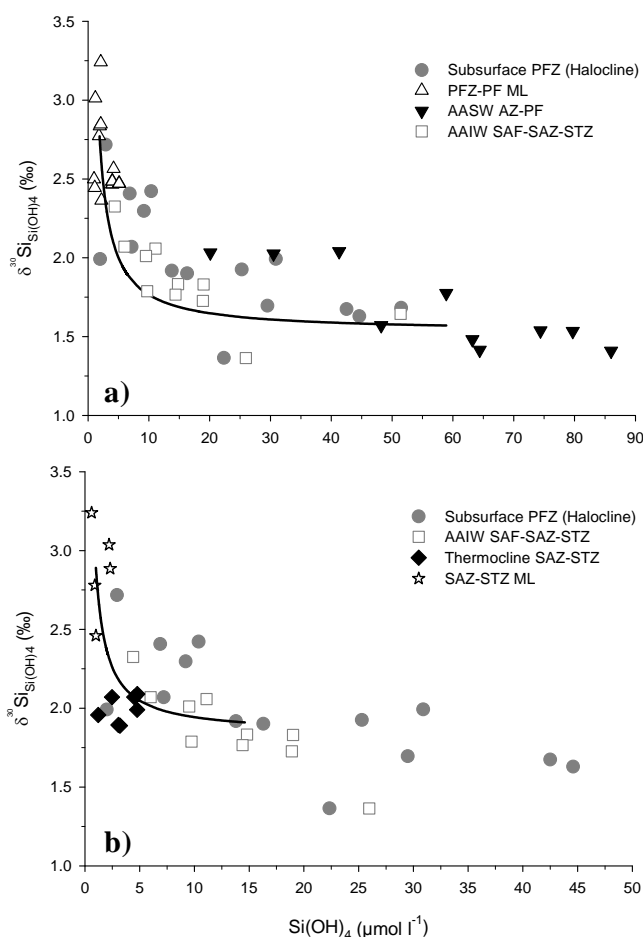 3.5
3.0
2.5
2.0
1.5
1.0
δ³⁰Si_Si(OH)4 (‰)
Subsurface PFZ (Halocline)
PFZ-PF ML
AASW AZ-PF
AAIW SAF-SAZ-STZ
a)
0 10 20 30 40 50 60 70 80 90
3.5
3.0
2.5
2.0
1.5
1.0
δ³⁰Si_Si(OH)4 (‰)
Subsurface PFZ (Halocline)
AAIW SAF-SAZ-STZ
Thermocline SAZ-STZ
SAZ-STZ ML
b)
0 5 10 15 20 25 30 35 40 45 50
Si(OH)₄ (µmol l⁻¹)